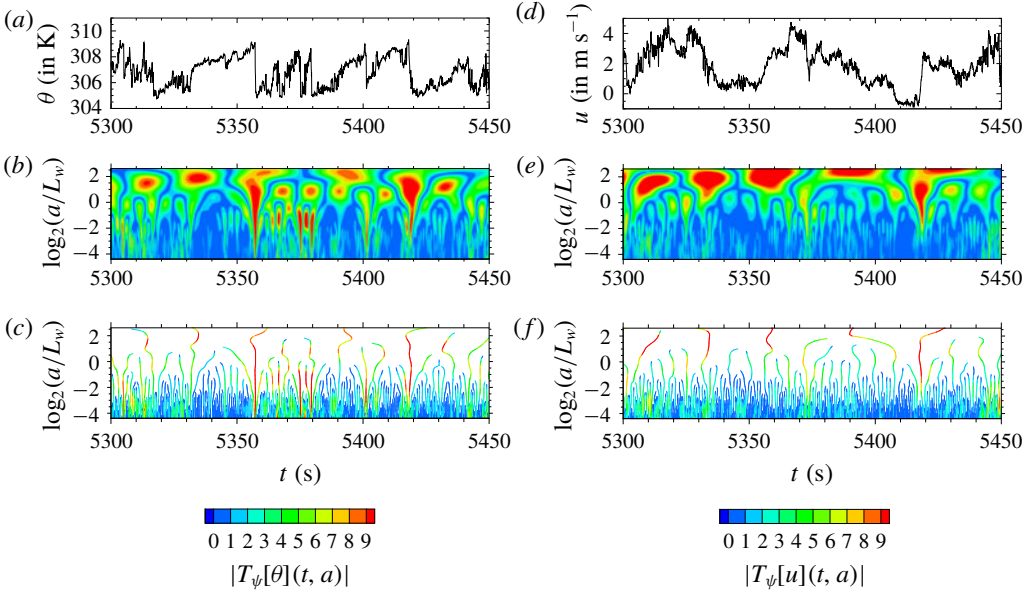 (a)
θ (in K)
310
308
306
304
5300
5350
5400
5450
(b)
log₂(a/L_w)
2
0
−2
−4
(c)
log₂(a/L_w)
2
0
−2
−4
5300
5350
5400
5450
t (s)
0 1 2 3 4 5 6 7 8 9
|T_ψ[θ](t, a)|
(d)
u (in m s⁻¹)
4
2
0
5300
5350
5400
5450
(e)
log₂(a/L_w)
2
0
−2
−4
5300
5350
5400
5450
(f)
log₂(a/L_w)
2
0
−2
−4
5300
5350
5400
5450
t (s)
0 1 2 3 4 5 6 7 8 9
|T_ψ[u](t, a)|